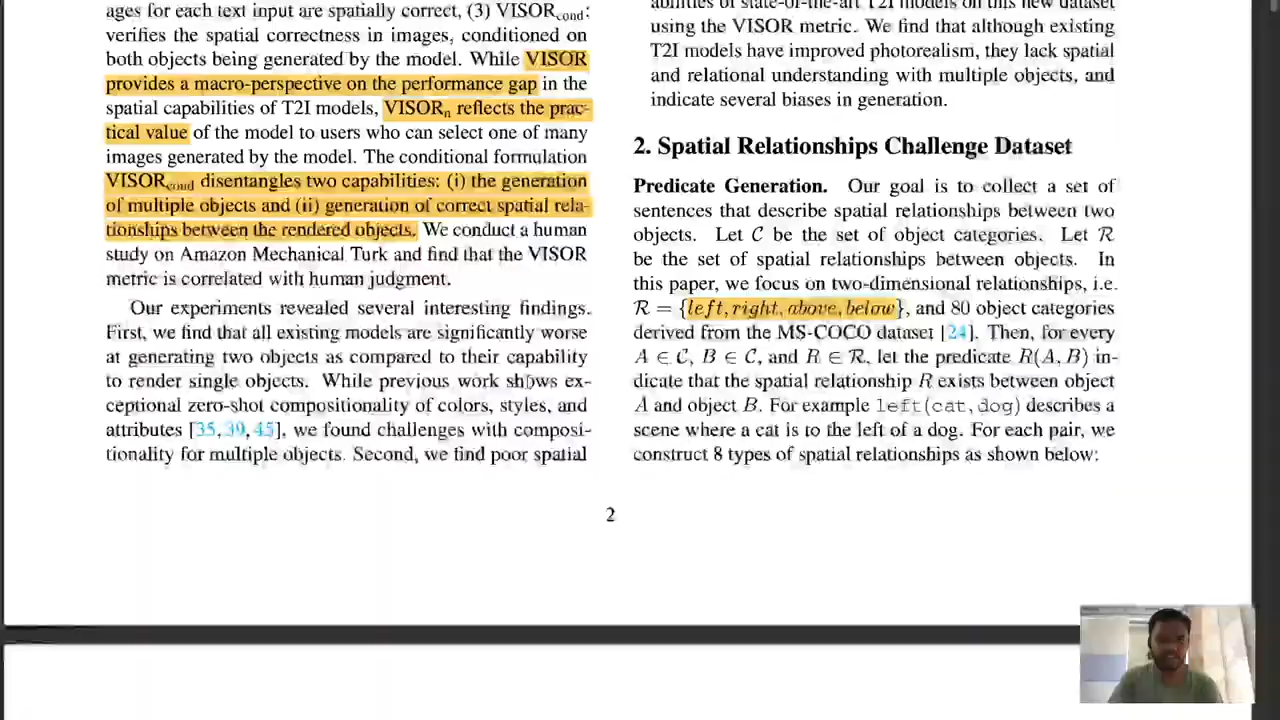 ages for each text input are spatially correct, (3) VISORcond:
verifies the spatial correctness in images, conditioned on
both objects being generated by the model. While VISOR
provides a macro-perspective on the performance gap in the
spatial capabilities of T2I models, VISORn reflects the prac-
tical value of the model to users who can select one of many
images generated by the model. The conditional formulation
VISORcond disentangles two capabilities: (i) the generation
of multiple objects and (ii) generation of correct spatial rela-
tionships between the rendered objects. We conduct a human
study on Amazon Mechanical Turk and find that the VISOR
metric is correlated with human judgment.
Our experiments revealed several interesting findings.
First, we find that all existing models are significantly worse
at generating two objects as compared to their capability
to render single objects. While previous work shows ex-
ceptional zero-shot compositionality of colors, styles, and
attributes [35, 39, 45], we found challenges with composi-
tionality for multiple objects. Second, we find poor spatial
abilities of state-of-the-art T2I models on this new dataset
using the VISOR metric. We find that although existing
T2I models have improved photorealism, they lack spatial
and relational understanding with multiple objects, and
indicate several biases in generation.
2. Spatial Relationships Challenge Dataset
Predicate Generation. Our goal is to collect a set of
sentences that describe spatial relationships between two
objects. Let C be the set of object categories. Let R
be the set of spatial relationships between objects. In
this paper, we focus on two-dimensional relationships, i.e.
R = {left, right, above, below}, and 80 object categories
derived from the MS-COCO dataset [24]. Then, for every
A ∈ C, B ∈ C, and R ∈ R, let the predicate R(A, B) in-
dicate that the spatial relationship R exists between object
A and object B. For example left(cat, dog) describes a
scene where a cat is to the left of a dog. For each pair, we
construct 8 types of spatial relationships as shown below:
2